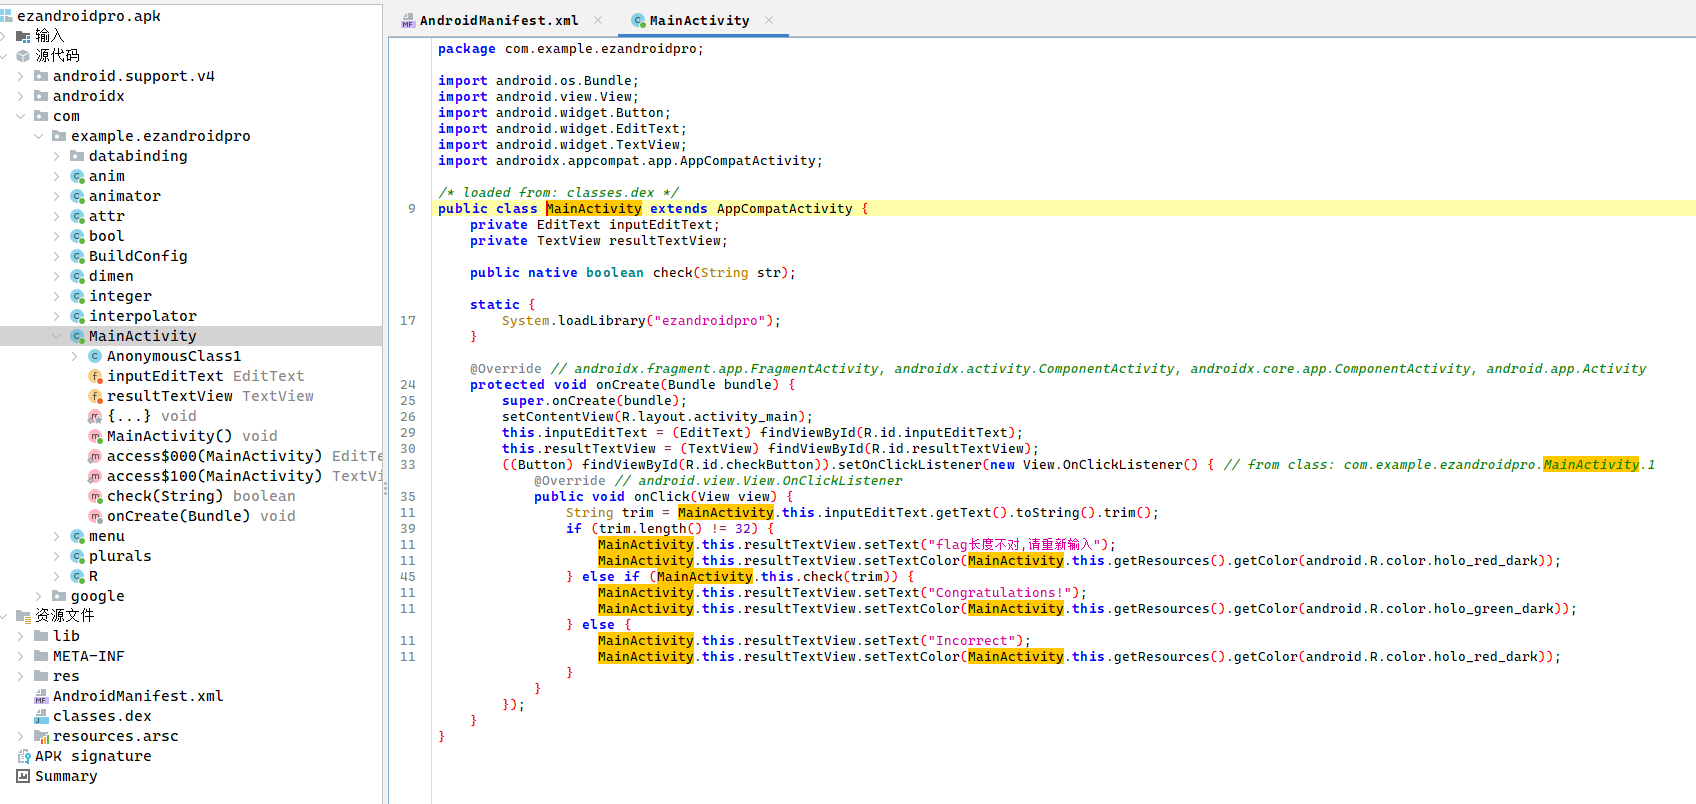 ezandroidpro.apk
输入
源代码
android.support.v4
androidx
com
example.ezandroidpro
databinding
anim
animator
attr
bool
BuildConfig
dimen
integer
interpolator
MainActivity
AnonymousClass1
inputEditText EditText
resultTextView TextView
{...} void
MainActivity() void
access$000(MainActivity) EditTe
access$100(MainActivity) TextVi
check(String) boolean
onCreate(Bundle) void
menu
plurals
R
google
资源文件
lib
META-INF
res
AndroidManifest.xml
classes.dex
resources.arsc
APK signature
Summary
AndroidManifest.xml × MainActivity ×
package com.example.ezandroidpro;
import android.os.Bundle;
import android.view.View;
import android.widget.Button;
import android.widget.EditText;
import android.widget.TextView;
import androidx.appcompat.app.AppCompatActivity;
/* loaded from: classes.dex */
9 public class MainActivity extends AppCompatActivity {
private EditText inputEditText;
private TextView resultTextView;
public native boolean check(String str);
static {
17 System.loadLibrary("ezandroidpro");
}
@Override // androidx.fragment.app.FragmentActivity, androidx.activity.ComponentActivity, androidx.core.app.ComponentActivity, android.app.Activity
24 protected void onCreate(Bundle bundle) {
25 super.onCreate(bundle);
26 setContentView(R.layout.activity_main);
29 this.inputEditText = (EditText) findViewById(R.id.inputEditText);
30 this.resultTextView = (TextView) findViewById(R.id.resultTextView);
33 ((Button) findViewById(R.id.checkButton)).setOnClickListener(new View.OnClickListener() { // from class: com.example.ezandroidpro.MainActivity.1
@Override // android.view.View.OnClickListener
35 public void onClick(View view) {
11 String trim = MainActivity.this.inputEditText.getText().toString().trim();
39 if (trim.length() != 32) {
11 MainActivity.this.resultTextView.setText("flag长度不对,请重新输入");
11 MainActivity.this.resultTextView.setTextColor(MainActivity.this.getResources().getColor(android.R.color.holo_red_dark));
45 } else if (MainActivity.this.check(trim)) {
11 MainActivity.this.resultTextView.setText("Congratulations!");
11 MainActivity.this.resultTextView.setTextColor(MainActivity.this.getResources().getColor(android.R.color.holo_green_dark));
} else {
11 MainActivity.this.resultTextView.setText("Incorrect");
11 MainActivity.this.resultTextView.setTextColor(MainActivity.this.getResources().getColor(android.R.color.holo_red_dark));
}
}
});
}
}